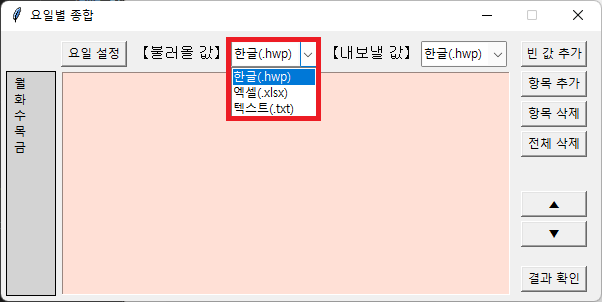 요일별 종합
요일 설정 【불러올 값】 한글(.hwp) 【내보낼 값】 한글(.hwp) 빈 값 추가
한글(.hwp)
엑셀(.xlsx)
텍스트(.txt)
월
화
수
목
금
항목 추가
항목 삭제
전체 삭제
▲
▼
결과 확인